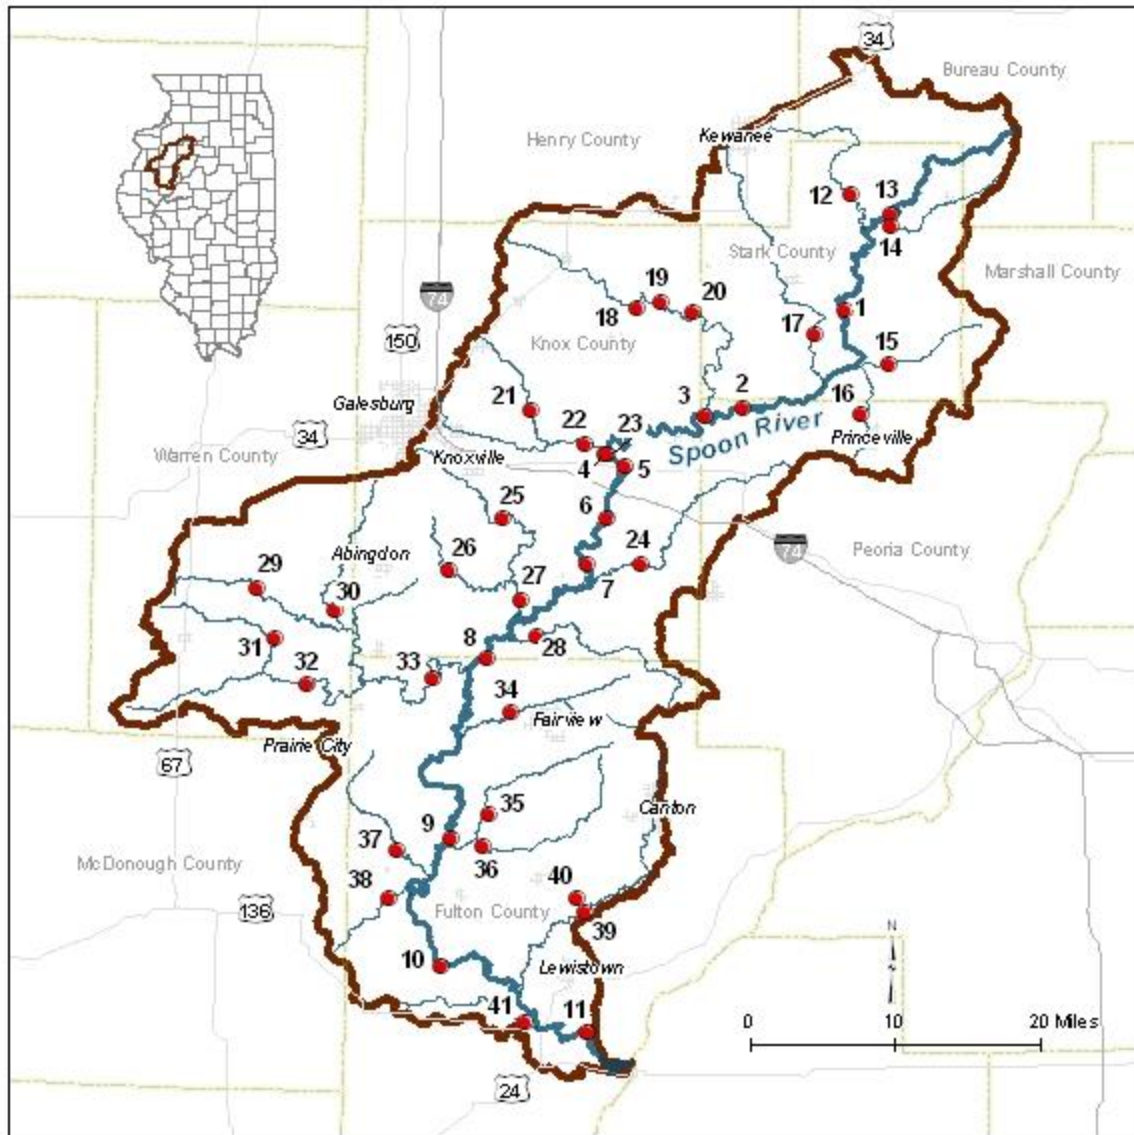 34
Bureau County
Kewanee
Henry County
12
13
14
Stark County
Marshall County
19
18
20
74
1
17
150
Knox County
15
3
2
16
21
Galesburg
22
23
Spoon River
Princeville
34
Warren County
Knoxville
4
5
25
6
74
Peoria County
Abingdon
26
24
29
27
7
30
31
8
28
32
33
34
Fairview
Prairie City
67
35
Canton
9
37
36
McDonough County
38
40
136
Fulton County
39
N
10
Lewistown
41
11
0
10
20 Miles
24